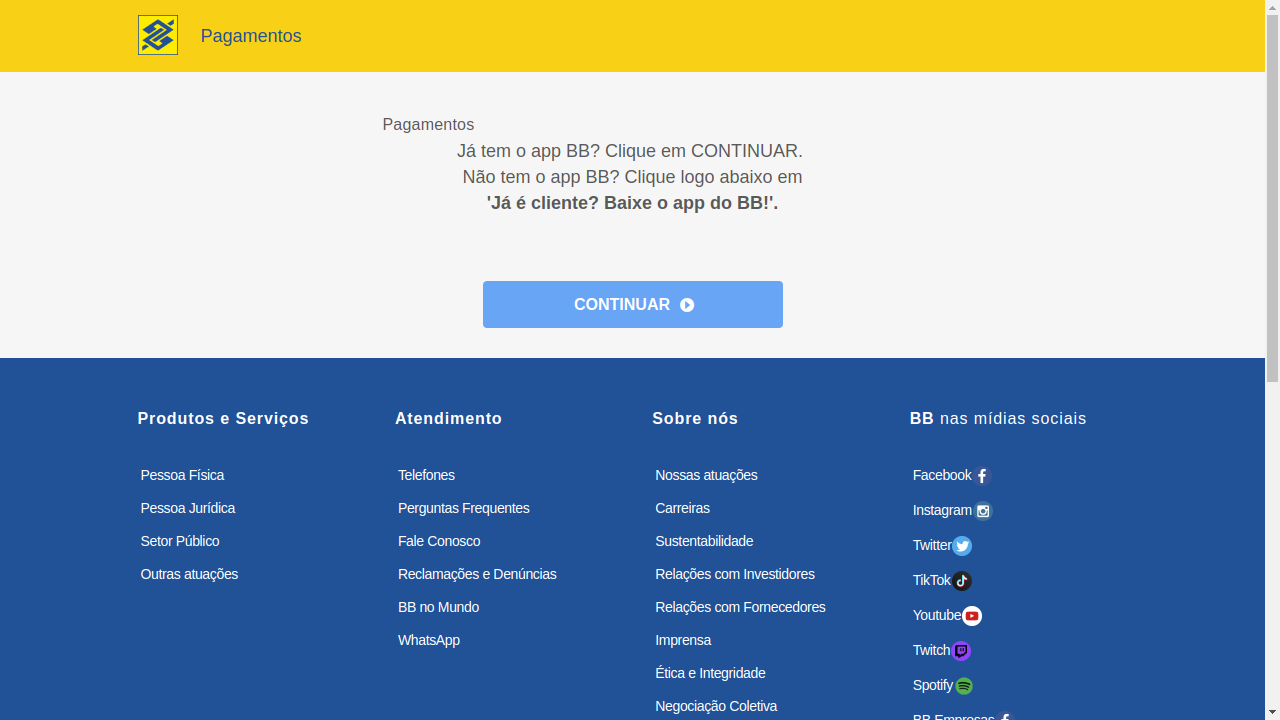 Pagamentos
Pagamentos
Já tem o app BB? Clique em CONTINUAR.
Não tem o app BB? Clique logo abaixo em
'Já é cliente? Baixe o app do BB!'.
CONTINUAR
Produtos e Serviços
Pessoa Física
Pessoa Jurídica
Setor Público
Outras atuações
Atendimento
Telefones
Perguntas Frequentes
Fale Conosco
Reclamações e Denúncias
BB no Mundo
WhatsApp
Sobre nós
Nossas atuações
Carreiras
Sustentabilidade
Relações com Investidores
Relações com Fornecedores
Imprensa
Ética e Integridade
Negociação Coletiva
BB nas mídias sociais
Facebook
Instagram
Twitter
TikTok
Youtube
Twitch
Spotify
BB Empresas